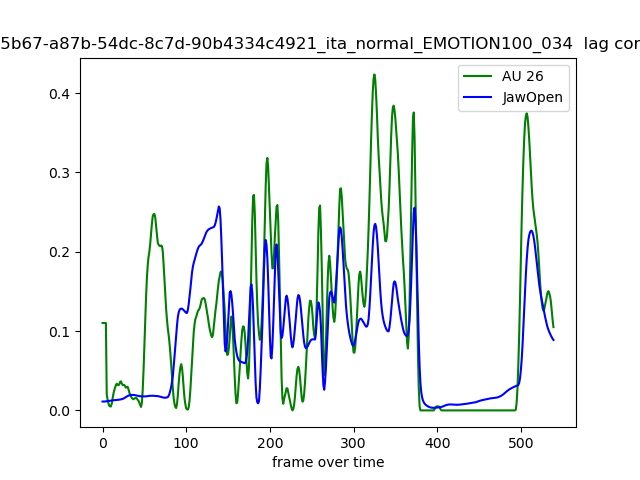 5b67-a87b-54dc-8c7d-90b4334c4921_ita_normal_EMOTION100_034 lag cor
AU 26
JawOpen
0.4
0.3
0.2
0.1
0.0
0 100 200 300 400 500
frame over time